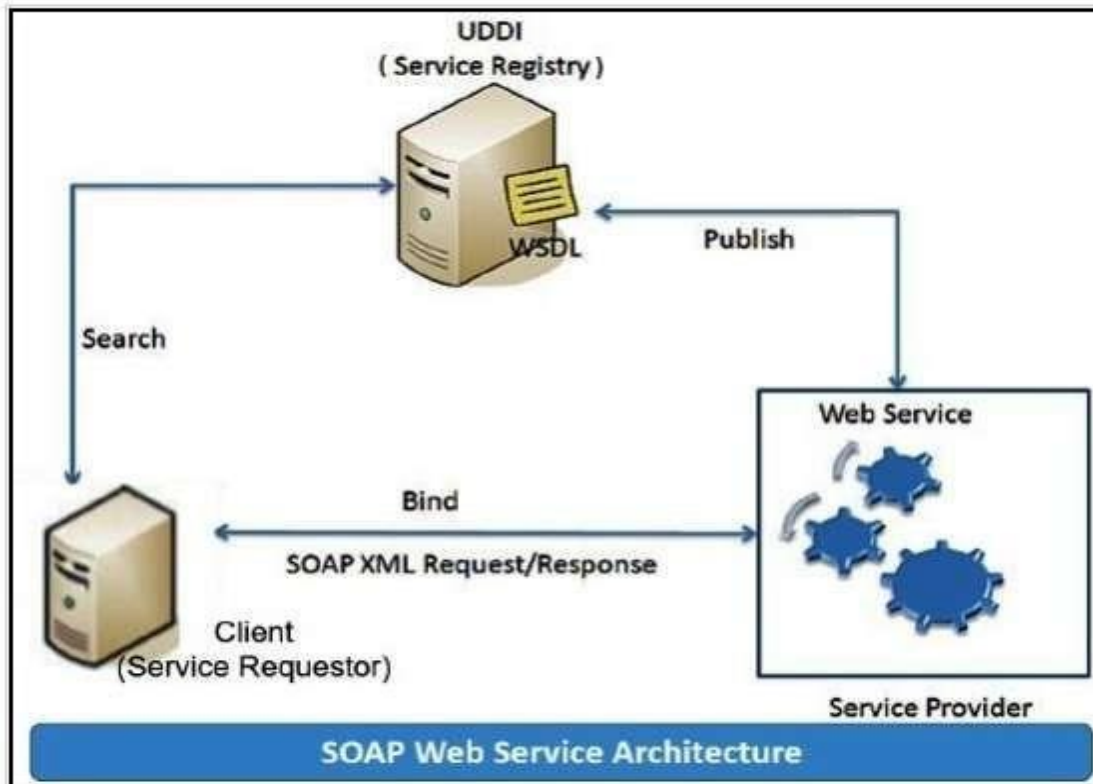 UDDI
( Service Registry )
WSDL
Publish
Search
Web Service
Bind
SOAP XML Request/Response
Client
(Service Requestor)
Service Provider
SOAP Web Service Architecture